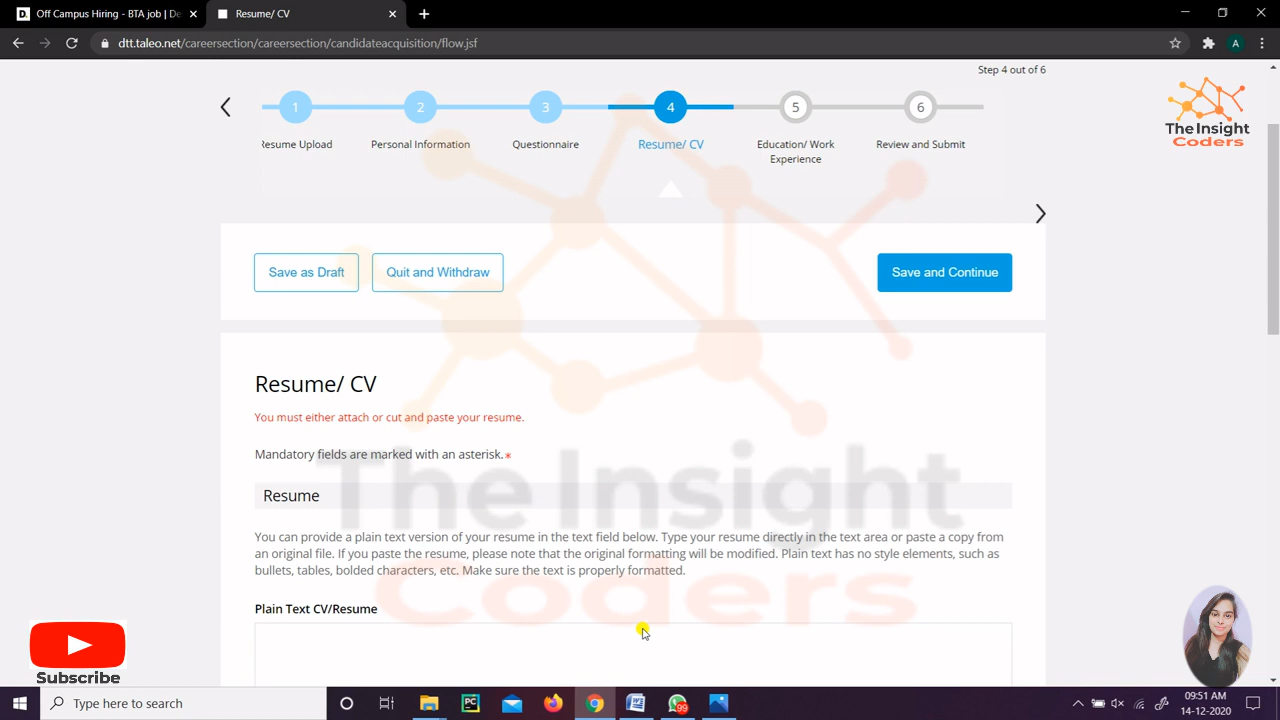 Off Campus Hiring - BTA job | De
Resume/ CV
dtt.taleo.net/careersection/careersection/candidateacquisition/flow.jsf
A
Step 4 out of 6
1
2
3
4
5
6
Resume Upload
Personal Information
Questionnaire
Resume/ CV
Education/ Work
Experience
Review and Submit
The Insight
Coders
Save as Draft
Quit and Withdraw
Save and Continue
Resume/ CV
You must either attach or cut and paste your resume.
Mandatory fields are marked with an asterisk. *
Resume
You can provide a plain text version of your resume in the text field below. Type your resume directly in the text area or paste a copy from
an original file. If you paste the resume, please note that the original formatting will be modified. Plain text has no style elements, such as
bullets, tables, bolded characters, etc. Make sure the text is properly formatted.
Plain Text CV/Resume
The Insight
Coders
Subscribe
Type here to search
PC
99
09:51 AM
14-12-2020